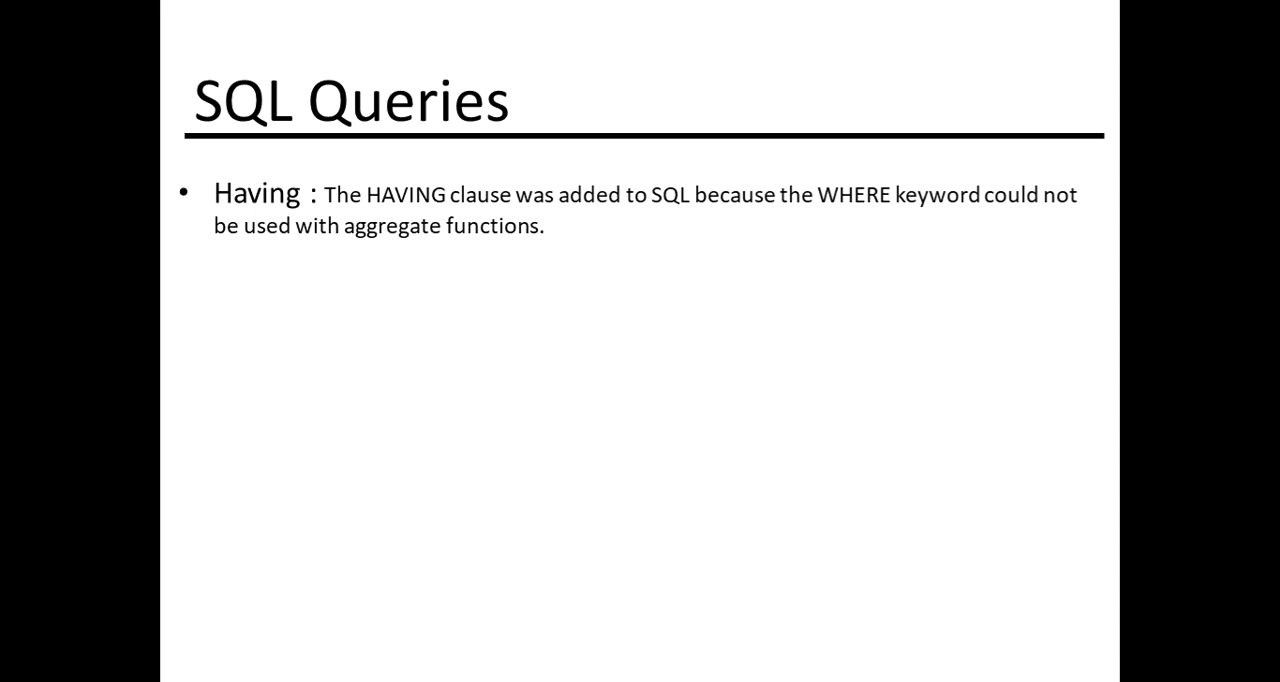 SQL Queries
• Having : The HAVING clause was added to SQL because the WHERE keyword could not
be used with aggregate functions.